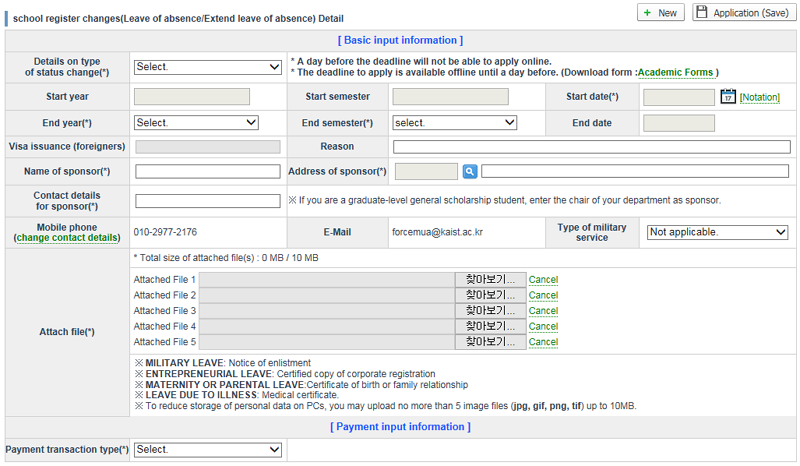 school register changes(Leave of absence/Extend leave of absence) Detail
+ New
Application (Save)
[ Basic input information ]
Details on type
of status change(*)
Select.
* A day before the deadline will not be able to apply online.
* The deadline to apply is available offline until a day before. (Download form :Academic Forms )
Start year
Start semester
Start date(*)
17
[Notation]
End year(*)
Select.
End semester(*)
select.
End date
Visa issuance (foreigners)
Reason
Name of sponsor(*)
Address of sponsor(*)
Contact details
for sponsor(*)
※ If you are a graduate-level general scholarship student, enter the chair of your department as sponsor.
Mobile phone
(change contact details)
010-2977-2176
E-Mail
forcemua@kaist.ac.kr
Type of military
service
Not applicable.
Attach file(*)
* Total size of attached file(s) : 0 MB / 10 MB
Attached File 1 찾아보기... Cancel
Attached File 2 찾아보기... Cancel
Attached File 3 찾아보기... Cancel
Attached File 4 찾아보기... Cancel
Attached File 5 찾아보기... Cancel
※ MILITARY LEAVE: Notice of enlistment
※ ENTREPRENEURIAL LEAVE: Certified copy of corporate registration
※ MATERNITY OR PARENTAL LEAVE:Certificate of birth or family relationship
※ LEAVE DUE TO ILLNESS: Medical certificate.
※ To reduce storage of personal data on PCs, you may upload no more than 5 image files (jpg, gif, png, tif) up to 10MB.
[ Payment input information ]
Payment transaction type(*)
Select.